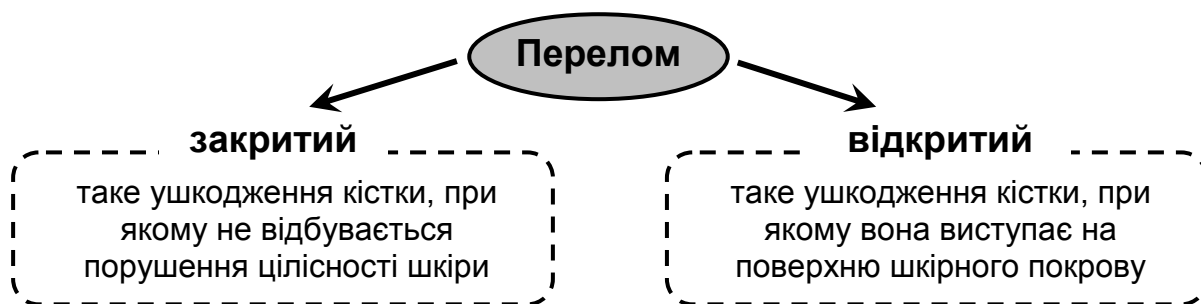 Перелом
закритий
таке ушкодження кістки, при
якому не відбувається
порушення цілісності шкіри
відкритий
таке ушкодження кістки, при
якому вона виступає на
поверхню шкірного покрову